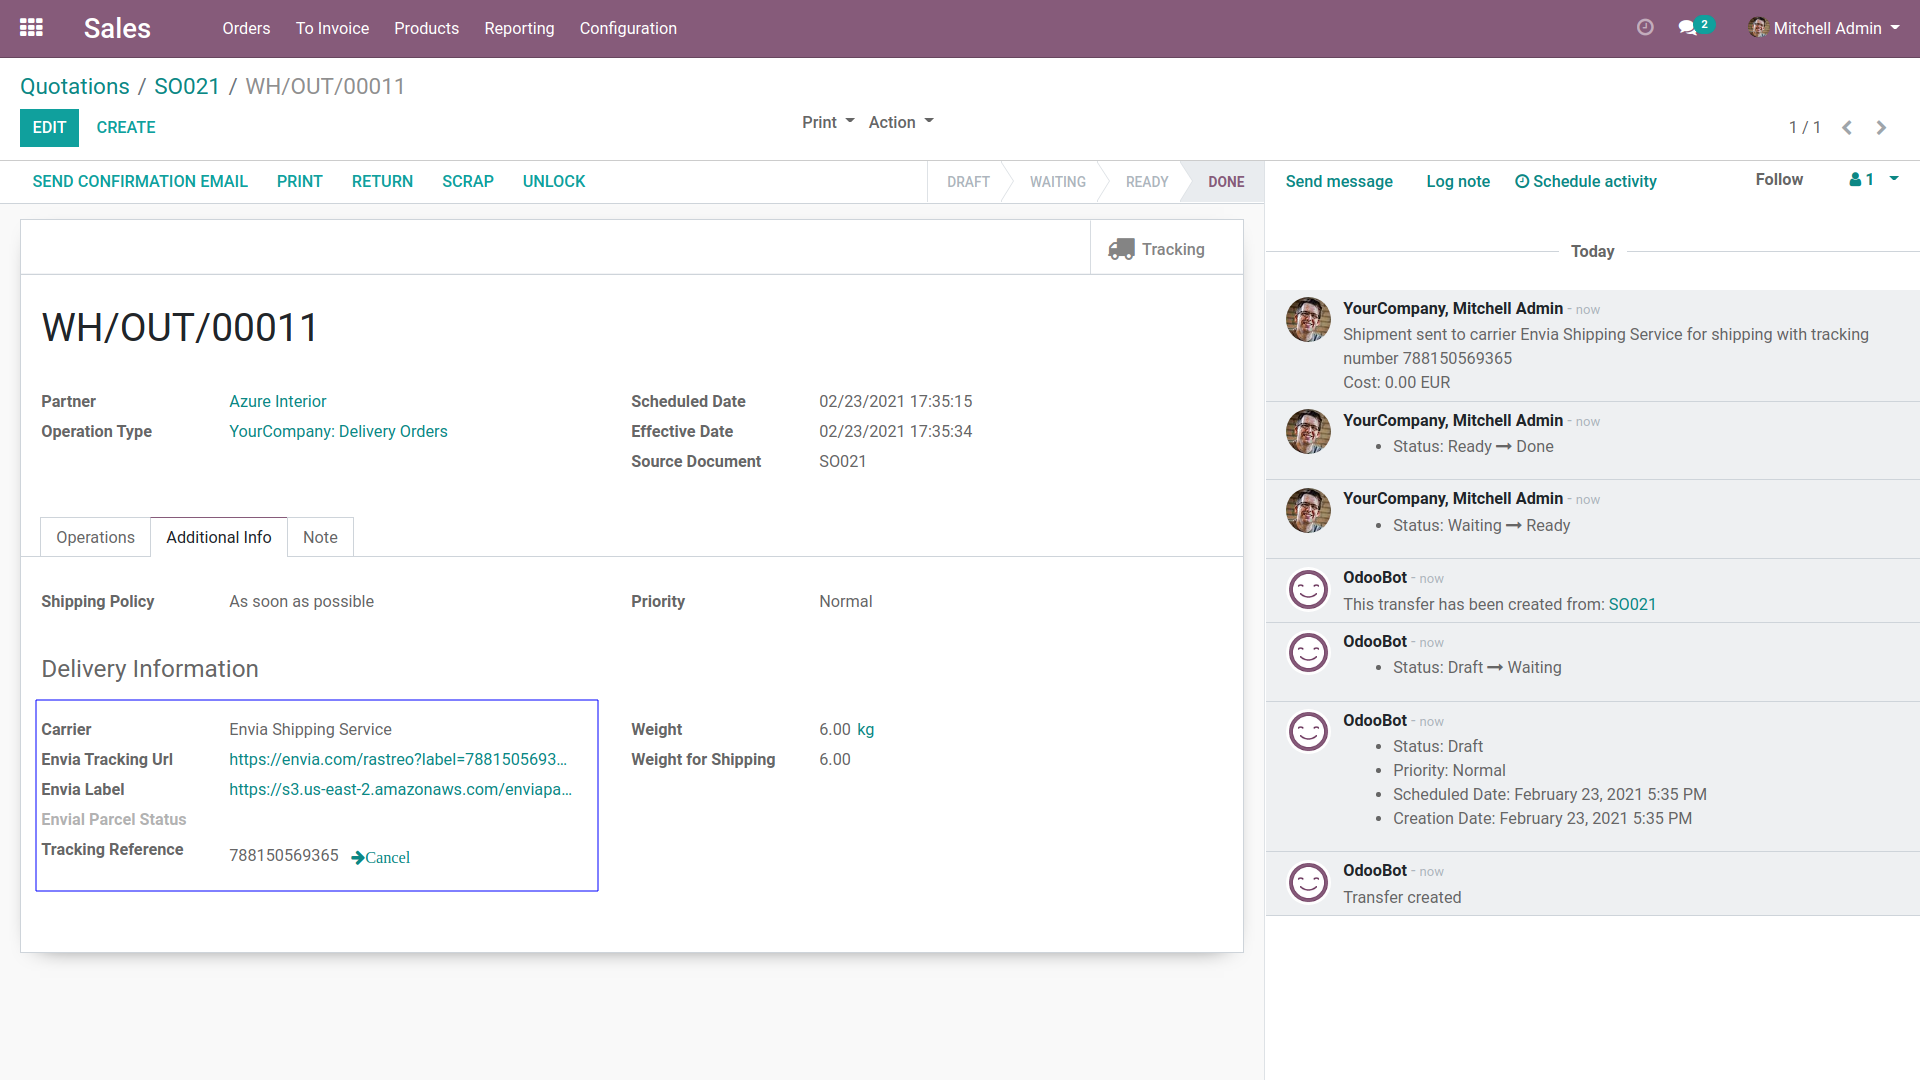 Sales
Orders To Invoice Products Reporting Configuration
2
Mitchell Admin
Quotations / SO021 / WH/OUT/00011
EDIT CREATE
Print Action
1 / 1
SEND CONFIRMATION EMAIL PRINT RETURN SCRAP UNLOCK
DRAFT WAITING READY DONE
Tracking
WH/OUT/00011
Partner Azure Interior
Operation Type YourCompany: Delivery Orders
Scheduled Date 02/23/2021 17:35:15
Effective Date 02/23/2021 17:35:34
Source Document SO021
Operations Additional Info Note
Shipping Policy As soon as possible
Priority Normal
Delivery Information
Carrier Envia Shipping Service
Envia Tracking Url https://envia.com/rastreo?label=7881505693...
Envia Label https://s3.us-east-2.amazonaws.com/enviapa...
Envial Parcel Status
Tracking Reference 788150569365 Cancel
Weight 6.00 kg
Weight for Shipping 6.00
Send message Log note Schedule activity Follow 1
Today
YourCompany, Mitchell Admin - now
Shipment sent to carrier Envia Shipping Service for shipping with tracking
number 788150569365
Cost: 0.00 EUR
YourCompany, Mitchell Admin - now
• Status: Ready → Done
YourCompany, Mitchell Admin - now
• Status: Waiting → Ready
OdooBot - now
This transfer has been created from: SO021
OdooBot - now
• Status: Draft → Waiting
OdooBot - now
• Status: Draft
• Priority: Normal
• Scheduled Date: February 23, 2021 5:35 PM
• Creation Date: February 23, 2021 5:35 PM
OdooBot - now
Transfer created